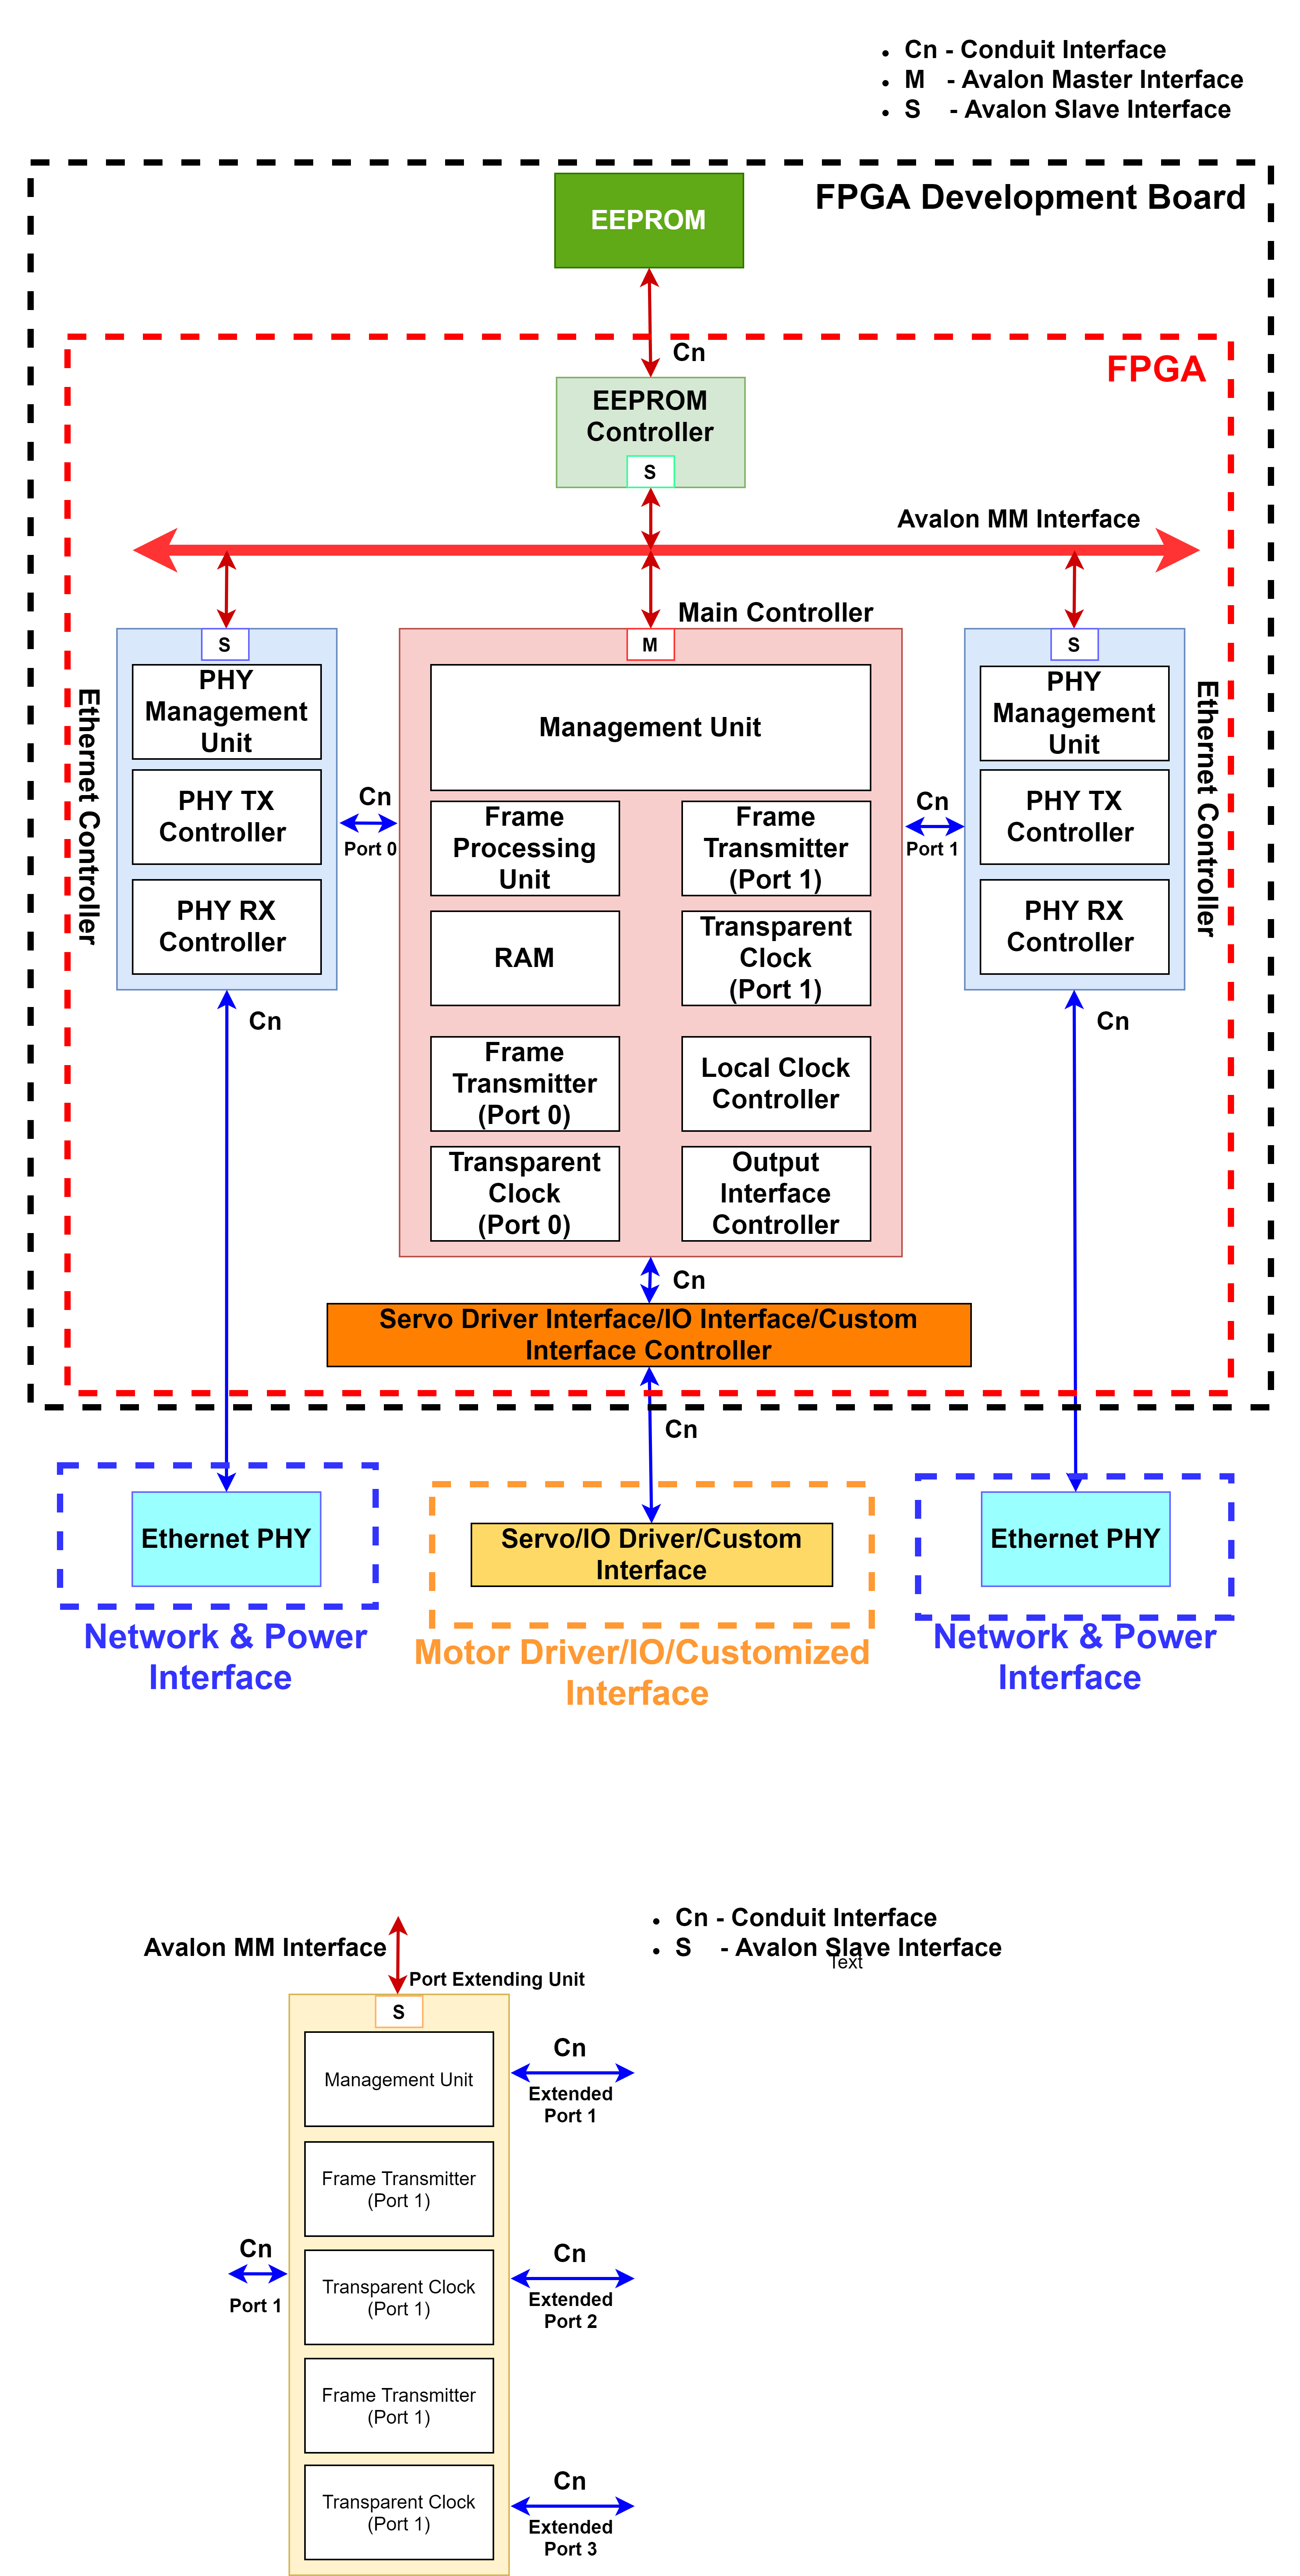 • Cn - Conduit Interface
• M - Avalon Master Interface
• S - Avalon Slave Interface
FPGA Development Board
EEPROM
Cn
FPGA
EEPROM
Controller
S
Avalon MM Interface
Main Controller
S
M
S
Ethernet Controller
PHY
Management
Unit
PHY TX
Controller
PHY RX
Controller
Cn
Port 0
Management Unit
Frame
Processing
Unit
Frame
Transmitter
(Port 1)
RAM
Transparent
Clock
(Port 1)
Frame
Transmitter
(Port 0)
Local Clock
Controller
Transparent
Clock
(Port 0)
Output
Interface
Controller
Cn
Port 1
PHY
Management
Unit
PHY TX
Controller
PHY RX
Controller
Ethernet Controller
Cn
Cn
Cn
Servo Driver Interface/IO Interface/Custom
Interface Controller
Cn
Ethernet PHY
Servo/IO Driver/Custom
Interface
Ethernet PHY
Network & Power
Interface
Motor Driver/IO/Customized
Interface
Network & Power
Interface
• Cn - Conduit Interface
• S - Avalon Slave Interface
Text
Avalon MM Interface
Port Extending Unit
S
Management Unit
Cn
Extended
Port 1
Frame Transmitter
(Port 1)
Cn
Port 1
Transparent Clock
(Port 1)
Cn
Extended
Port 2
Frame Transmitter
(Port 1)
Transparent Clock
(Port 1)
Cn
Extended
Port 3